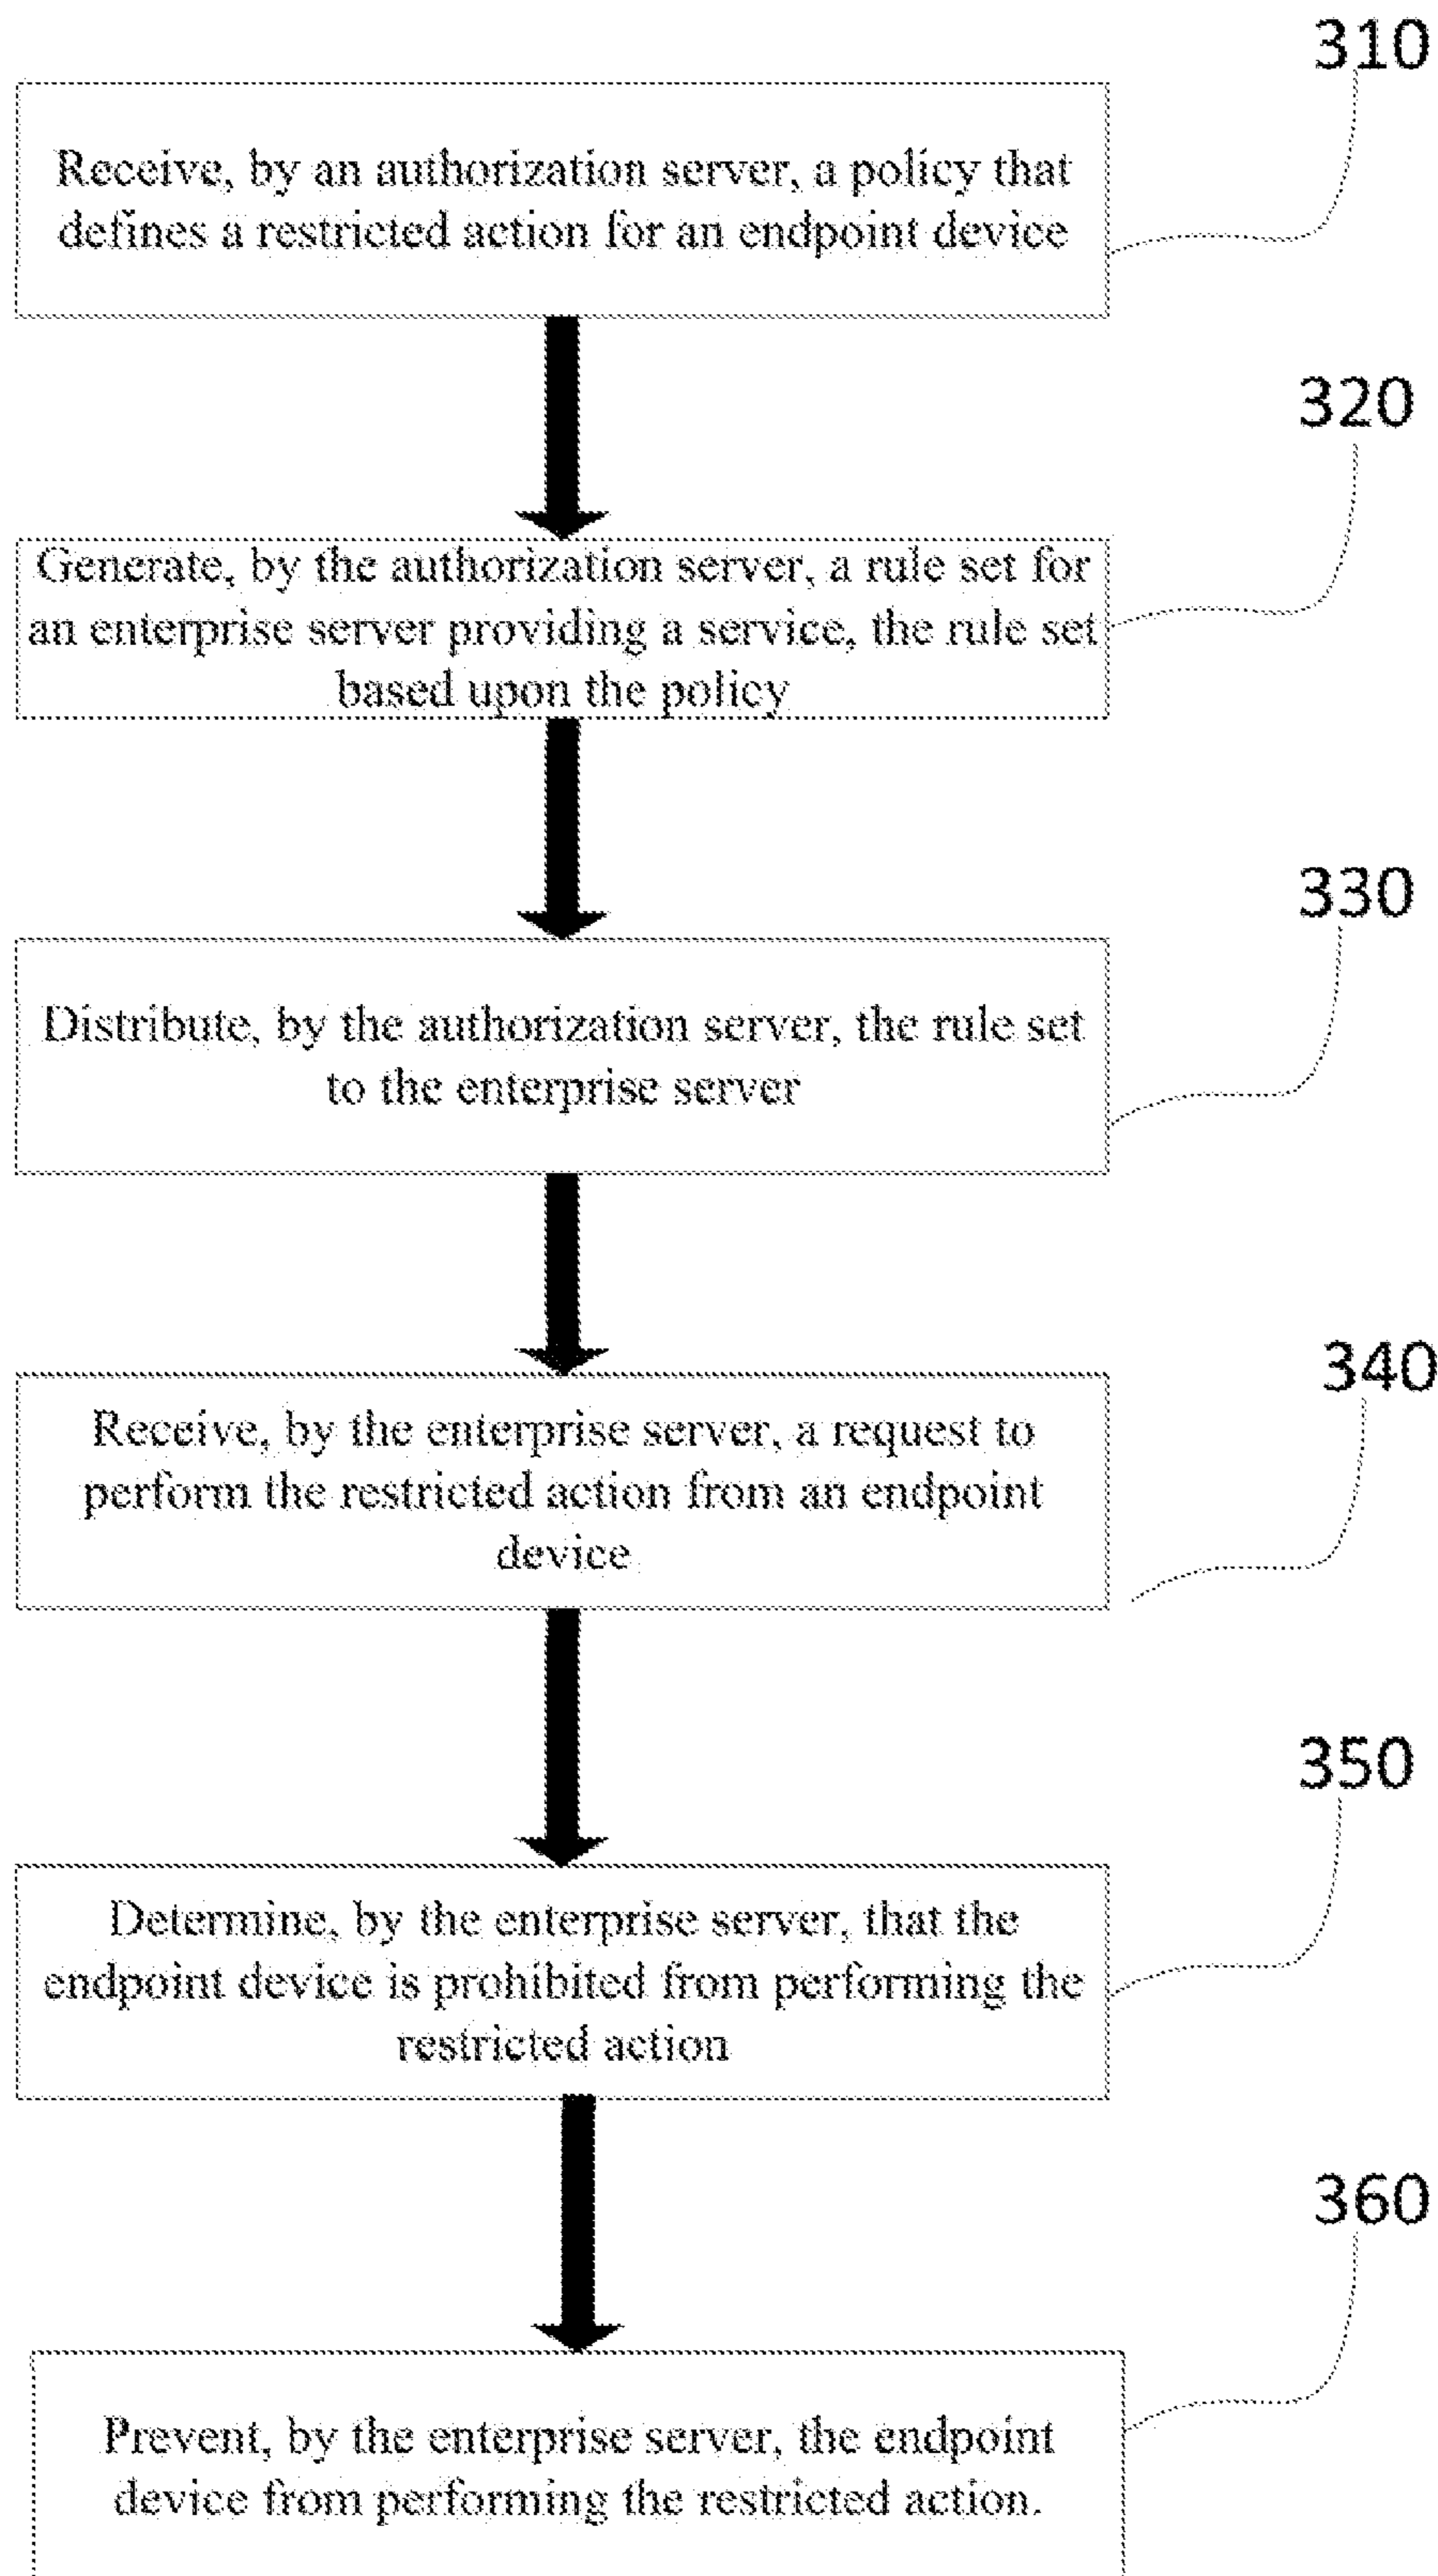 310
Receive, by an authorization server, a policy that
defines a restricted action for an endpoint device
320
Generate, by the authorization server, a rule set for
an enterprise server providing a service, the rule set
based upon the policy
330
Distribute, by the authorization server, the rule set
to the enterprise server
340
Receive, by the enterprise server, a request to
perform the restricted action from an endpoint
device
350
Determine, by the enterprise server, that the
endpoint device is prohibited from performing the
restricted action
360
Prevent, by the enterprise server, the endpoint
device from performing the restricted action.